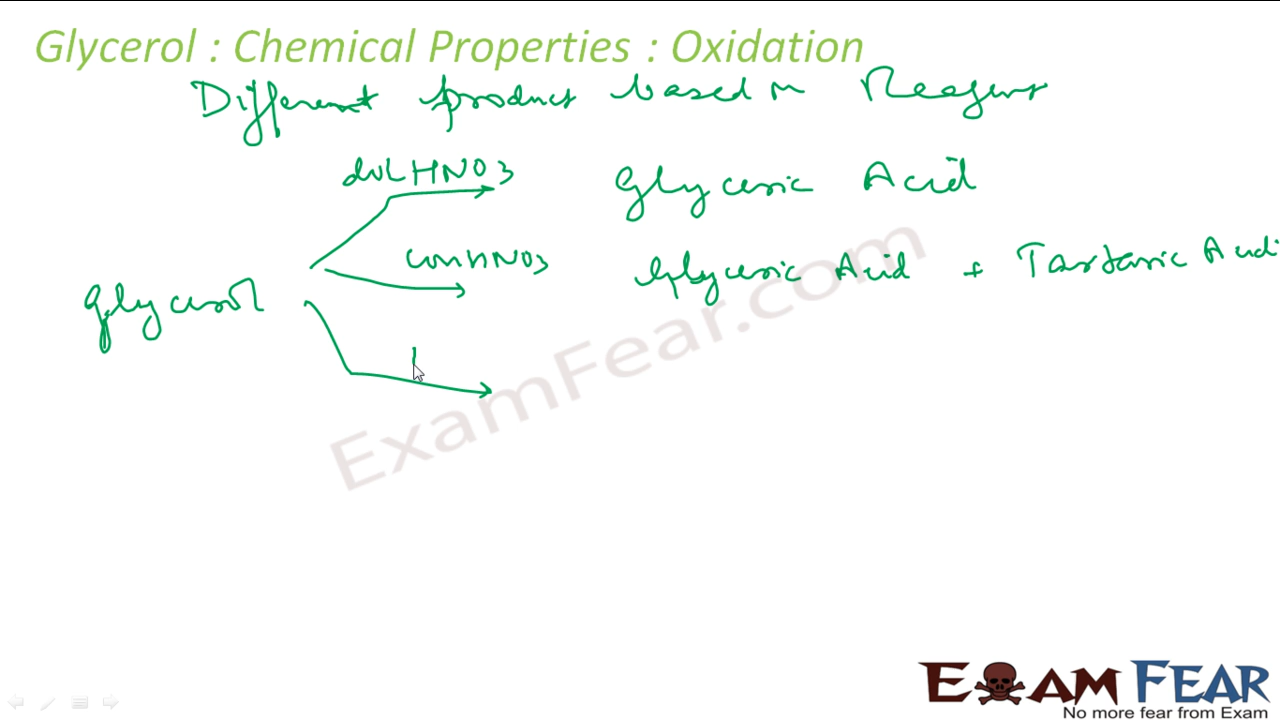 Glycerol : Chemical Properties : Oxidation
Different product based on Reagent
dil HNO3
Glyceric Acid
con HNO3
Glyceric Acid + Tartaric Acid
glycerol
ExamFear.com
EXAM FEAR
No more fear from Exam